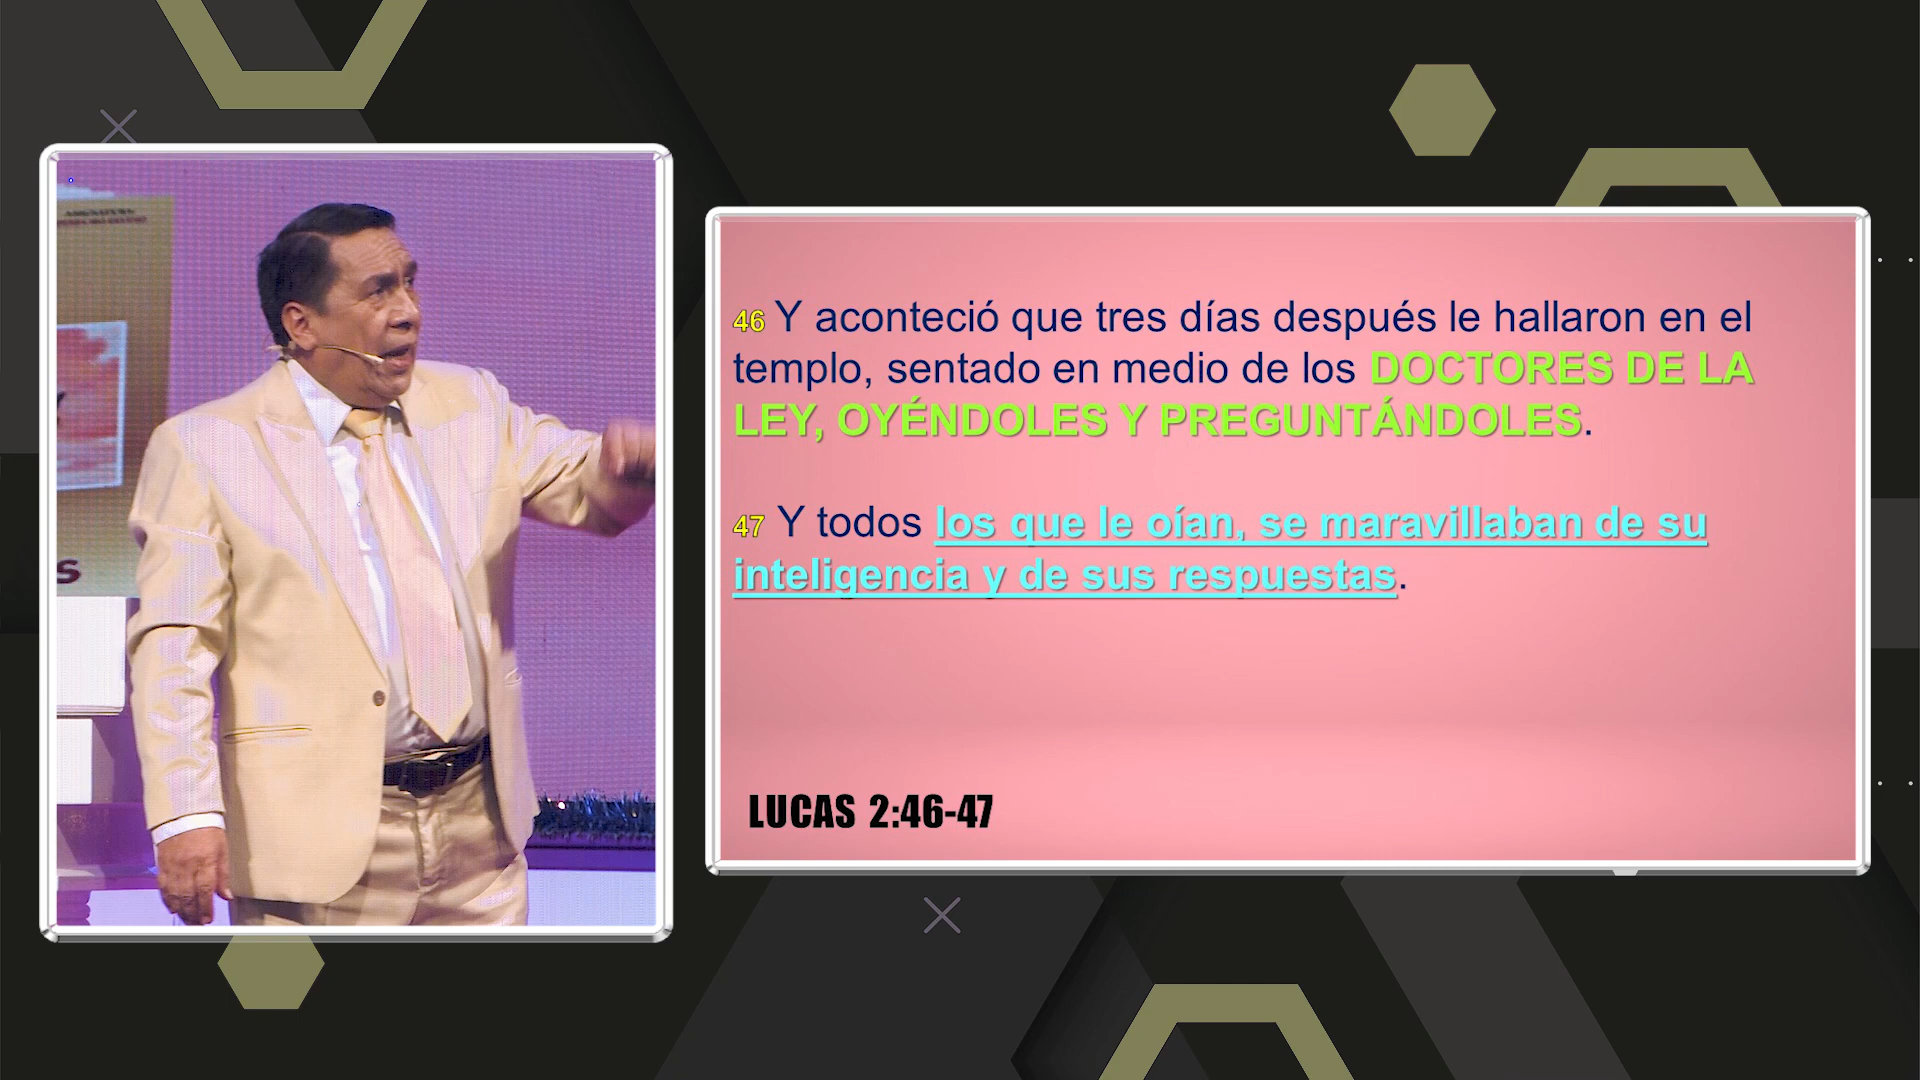 46 Y aconteció que tres días después le hallaron en el
templo, sentado en medio de los DOCTORES DE LA
LEY, OYÉNDOLES Y PREGUNTÁNDOLES.
47 Y todos los que le oían, se maravillaban de su
inteligencia y de sus respuestas.
LUCAS 2:46-47